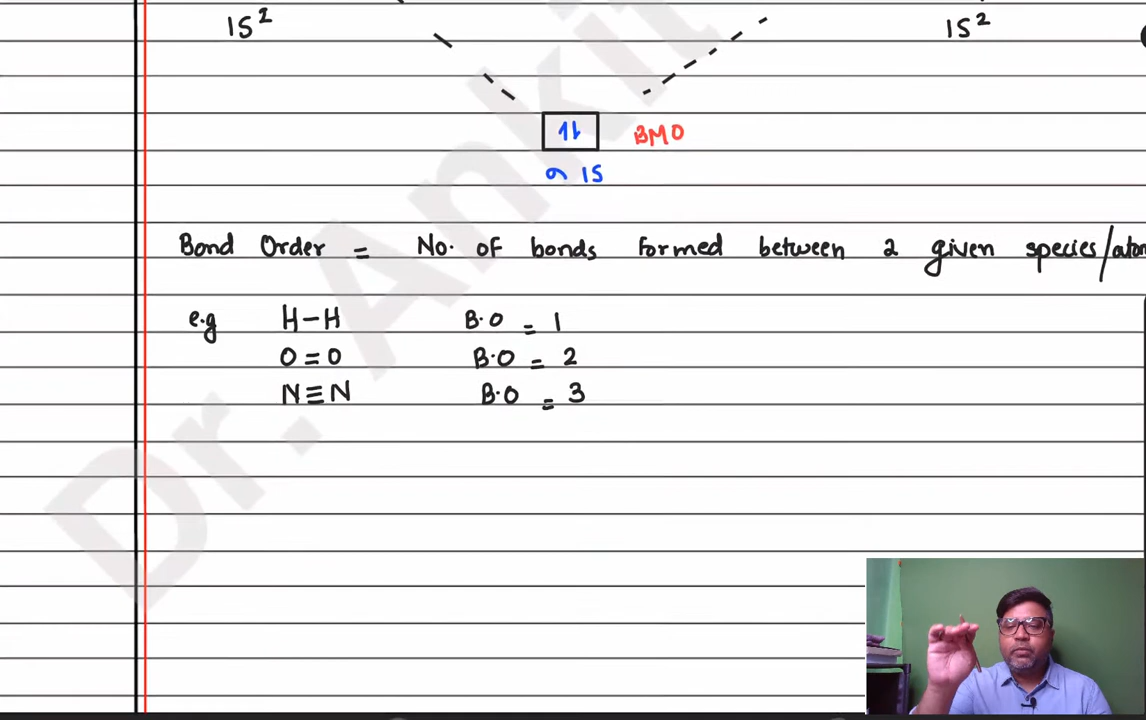 1S² 1S²
1↓ BMO
σ 1S
Bond Order = No. of bonds formed between 2 given species/atom
e.g H-H B.O = 1
O=O B.O = 2
N≡N B.O = 3
Dr. Ankit